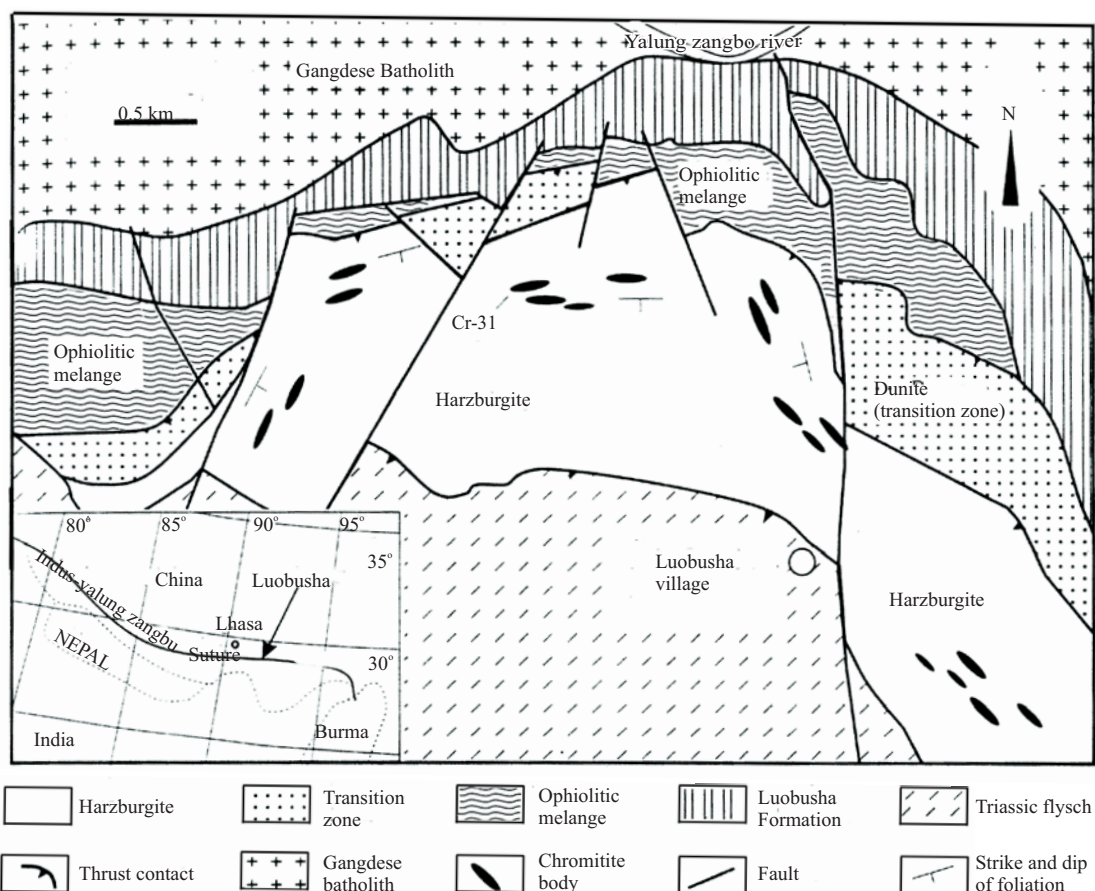 Yalung zangbo river
Gangdese Batholith
0.5 km
N
Ophiolitic
melange
Cr-31
Ophiolitic
melange
Harzburgite
Dunite
(transition zone)
Luobusha
village
Harzburgite
80°
85°
90°
95°
35°
China
Luobusha
Indus-yalung zangbu
Suture
Lhasa
NEPAL
30°
India
Burma
Harzburgite
Transition
zone
Ophiolitic
melange
Luobusha
Formation
Triassic flysch
Thrust contact
Gangdese
batholith
Chromitite
body
Fault
Strike and dip
of foliation